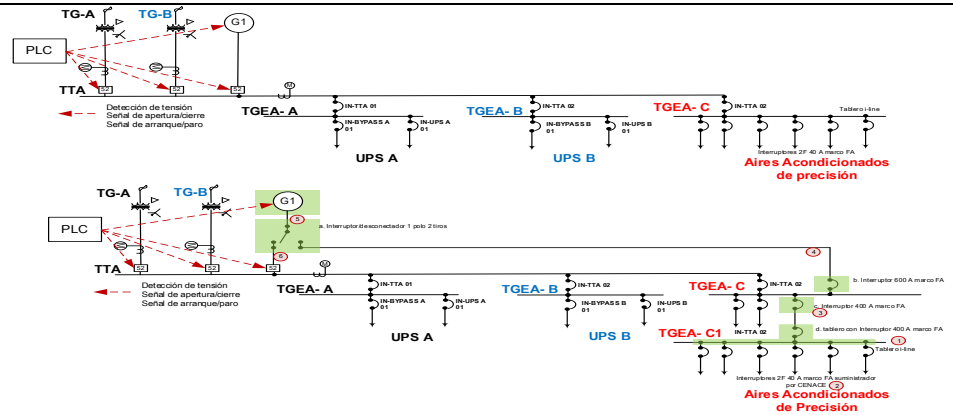 TG-A
TG-B
G1
PLC
52
52
52
TTA
M
Detección de tensión
Señal de apertura/cierre
Señal de arranque/paro
TGEA- A
IN-TTA 01
IN-BYPASS A
01
IN-UPS A
01
UPS A
TGEA- B
IN-TTA 02
IN-BYPASS B
01
IN-UPS B
01
UPS B
TGEA- C
IN-TTA 02
Tablero i-line
Interruptores 2F 40 A marco FA
Aires Acondicionados
de precisión
TG-A
TG-B
G1
5
a. Interruptor/desconectador 1 polo 2 tiros
PLC
6
4
52
52
52
TTA
M
b. Interruptor 600 A marco FA
Detección de tensión
Señal de apertura/cierre
Señal de arranque/paro
TGEA- A
IN-TTA 01
IN-BYPASS A
01
IN-UPS A
01
UPS A
TGEA- B
IN-TTA 02
IN-BYPASS B
01
IN-UPS B
01
UPS B
TGEA- C
IN-TTA 02
c. Interruptor 400 A marco FA
3
d. tablero con Interruptor 400 A marco FA
TGEA- C1
IN-TTA 02
1
Tablero i-line
Interruptores 2F 40 A marco FA suministrador
por CENACE 2
Aires Acondicionados
de Precisión